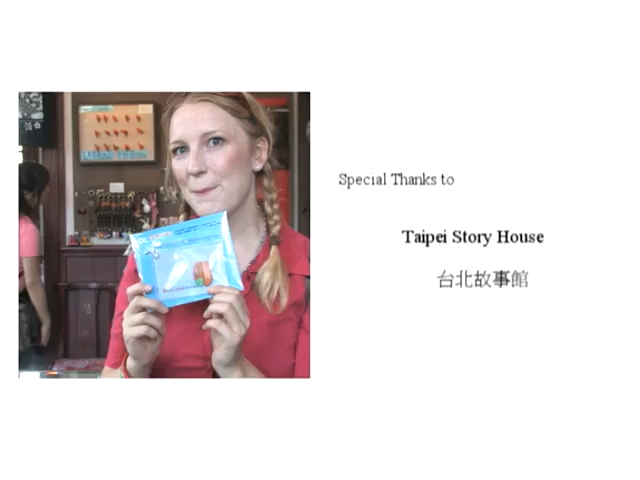 Special Thanks to
Taipei Story House
台北故事館